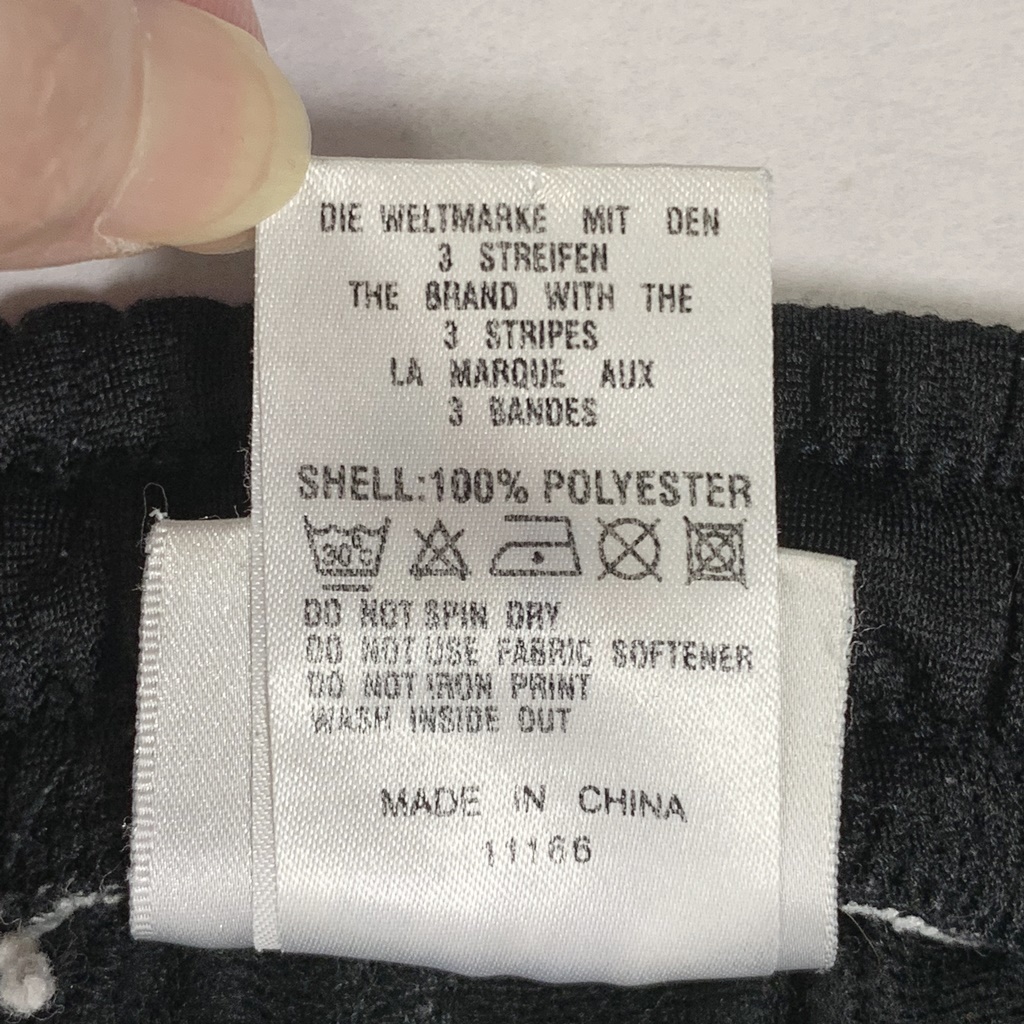 DIE WELTMARKE MIT DEN
3 STREIFEN
THE BRAND WITH THE
3 STRIPES
LA MARQUE AUX
3 BANDES
SHELL:100% POLYESTER
30°C
DO NOT SPIN DRY
DO NOT USE FABRIC SOFTENER
DO NOT IRON PRINT
WASH INSIDE OUT
MADE IN CHINA
11166